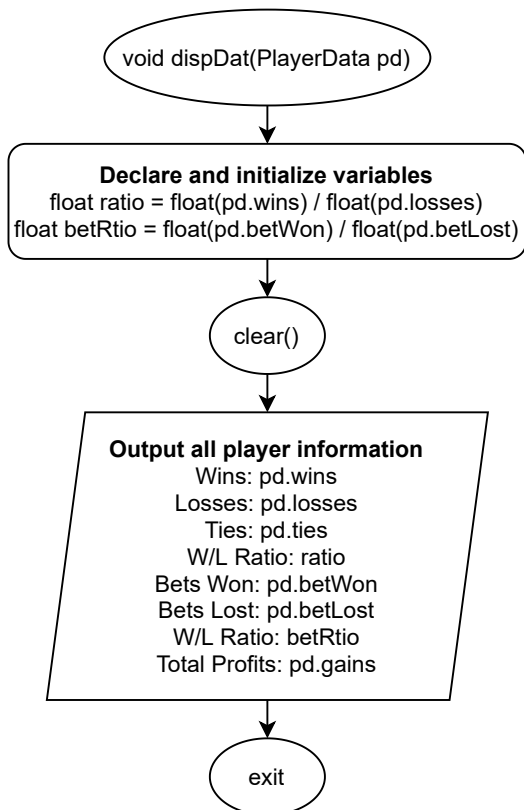 void dispDat(PlayerData pd)
Declare and initialize variables
float ratio = float(pd.wins) / float(pd.losses)
float betRtio = float(pd.betWon) / float(pd.betLost)
clear()
Output all player information
Wins: pd.wins
Losses: pd.losses
Ties: pd.ties
W/L Ratio: ratio
Bets Won: pd.betWon
Bets Lost: pd.betLost
W/L Ratio: betRtio
Total Profits: pd.gains
exit